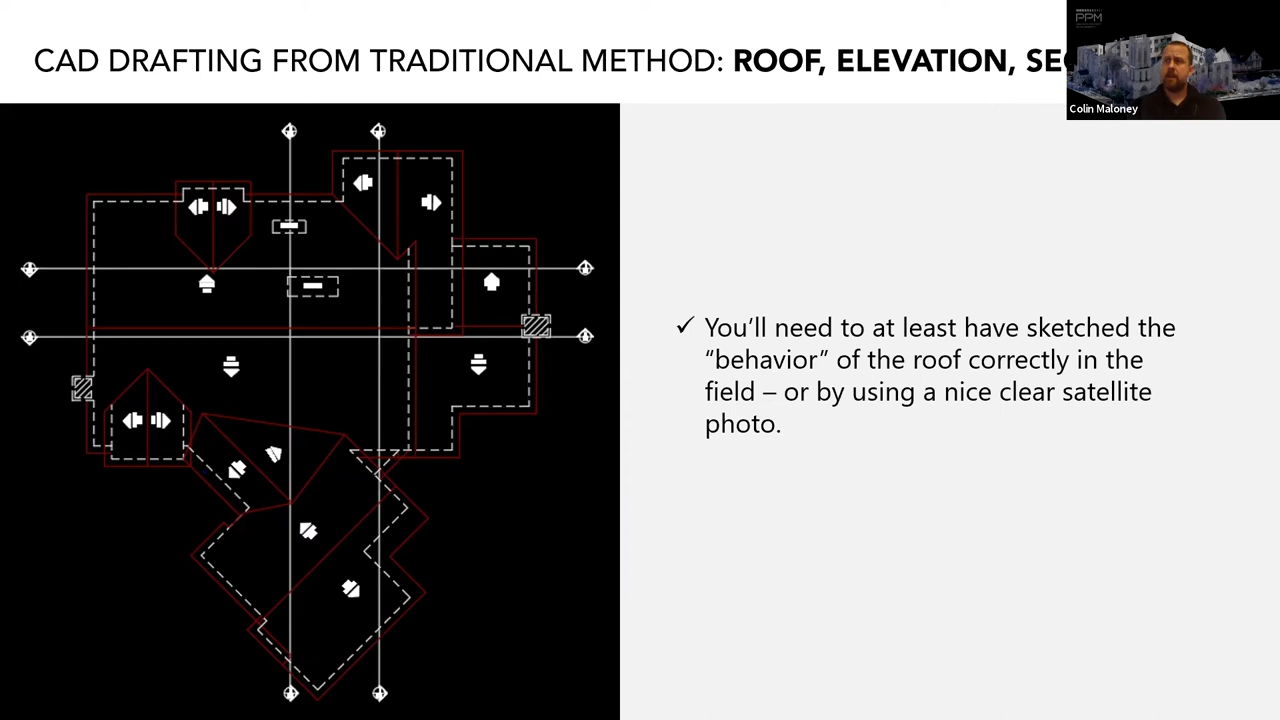 CAD DRAFTING FROM TRADITIONAL METHOD: ROOF, ELEVATION,
PPM
Colin Maloney
✓ You’ll need to at least have sketched the
“behavior” of the roof correctly in the
field – or by using a nice clear satellite
photo.